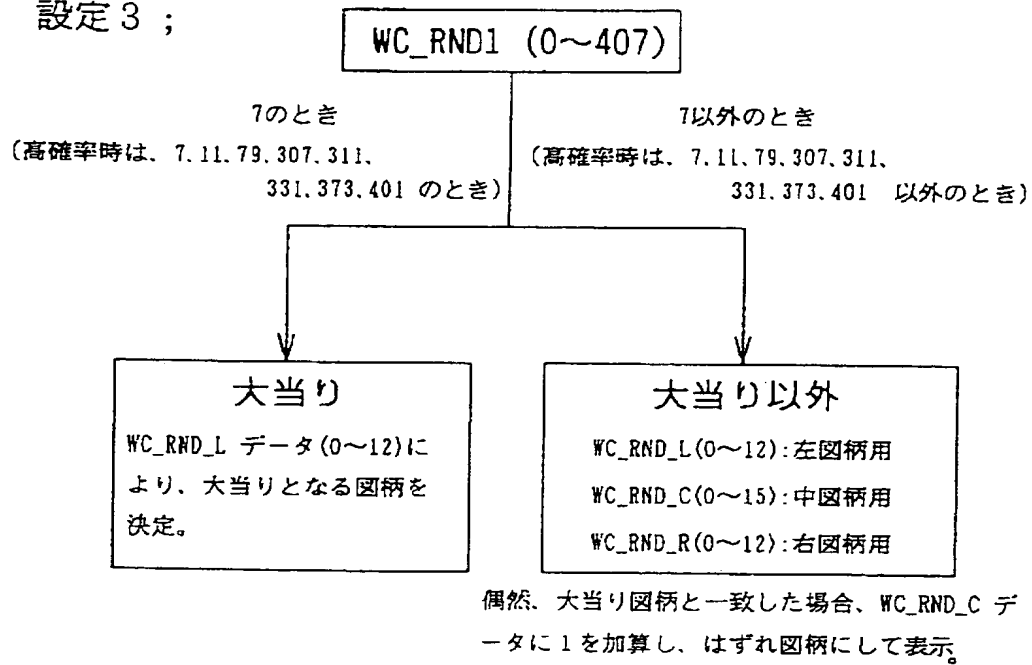 設定3;
WC_RND1 (0～407)
7のとき
(高確率時は、7.11.79.307.311、
331.373.401 のとき)
7以外のとき
(高確率時は、7.11.79.307.311、
331.373.401 以外のとき)
大当り
WC_RND_L データ(0～12)に
より、大当りとなる図柄を
決定。
大当り以外
WC_RND_L(0～12):左図柄用
WC_RND_C(0～15):中図柄用
WC_RND_R(0～12):右図柄用
偶然、大当り図柄と一致した場合、WC_RND_C デ
ータに1を加算し、はずれ図柄にして表示。